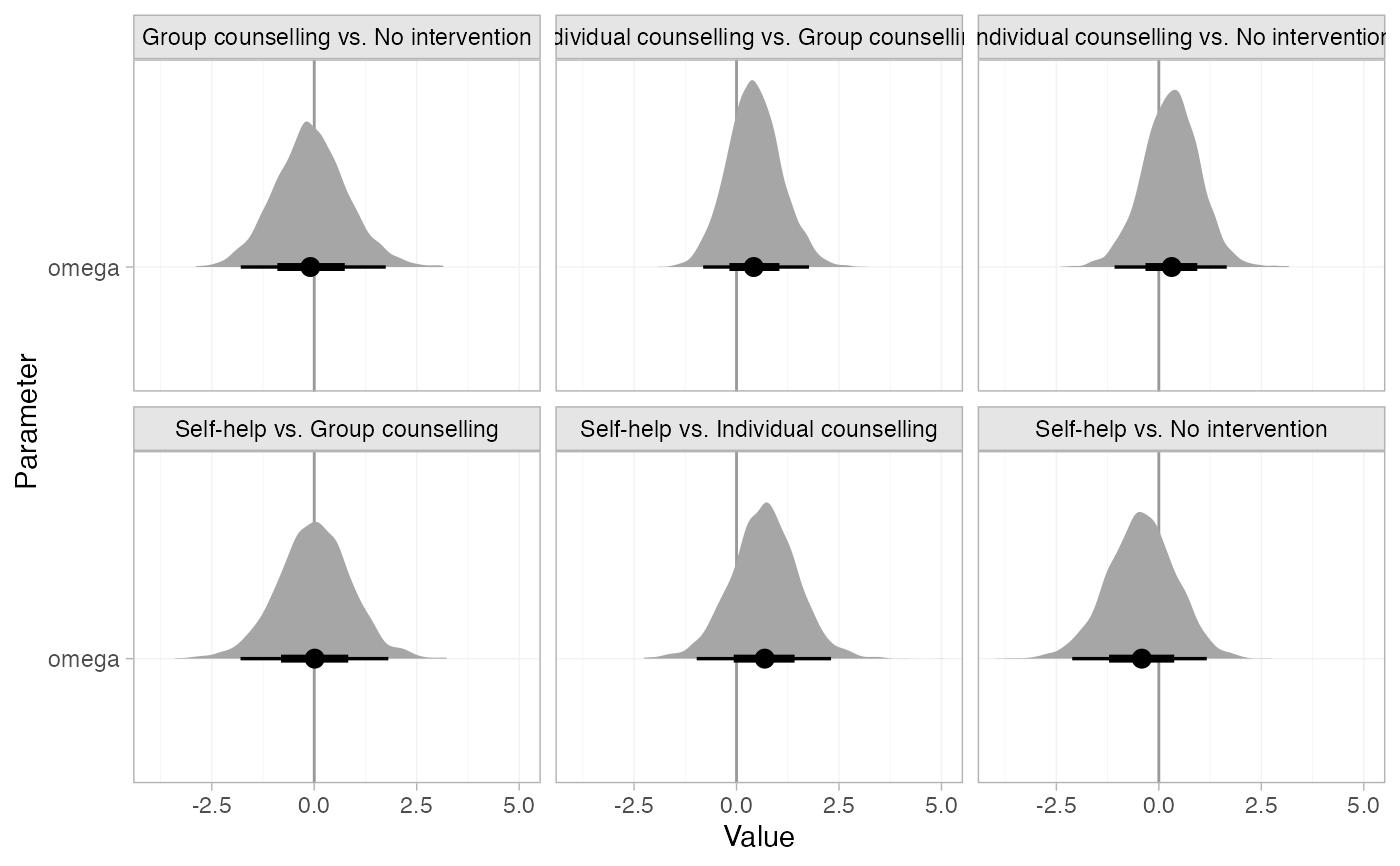 Group counselling vs. No intervention
dividual counselling vs. Group counsellin
ndividual counselling vs. No intervention
omega
Self-help vs. Group counselling
Self-help vs. Individual counselling
Self-help vs. No intervention
omega
-2.5 0.0 2.5 5.0
-2.5 0.0 2.5 5.0
-2.5 0.0 2.5 5.0
Value
Parameter